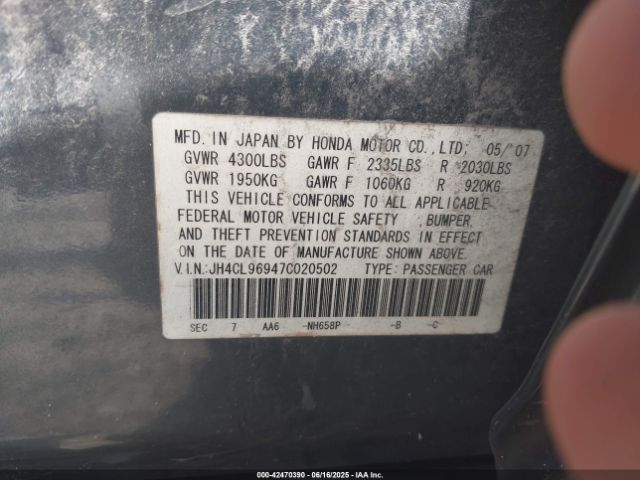 MFD. IN JAPAN BY HONDA MOTOR CO.,LTD; 05/'07
GVWR 4300LBS GAWR F 2335LBS R 2030LBS
GVWR 1950KG GAWR F 1060KG R 920KG
THIS VEHICLE CONFORMS TO ALL APPLICABLE
FEDERAL MOTOR VEHICLE SAFETY ,BUMPER,
AND THEFT PREVENTION STANDARDS IN EFFECT
ON THE DATE OF MANUFACTURE SHOWN ABOVE.
V.I.N.:JH4CL96947C020502 TYPE: PASSENGER CAR
SEC 7 AA6 -NH658P -B -C
000-42470390 - 06/16/2025 - IAA Inc.